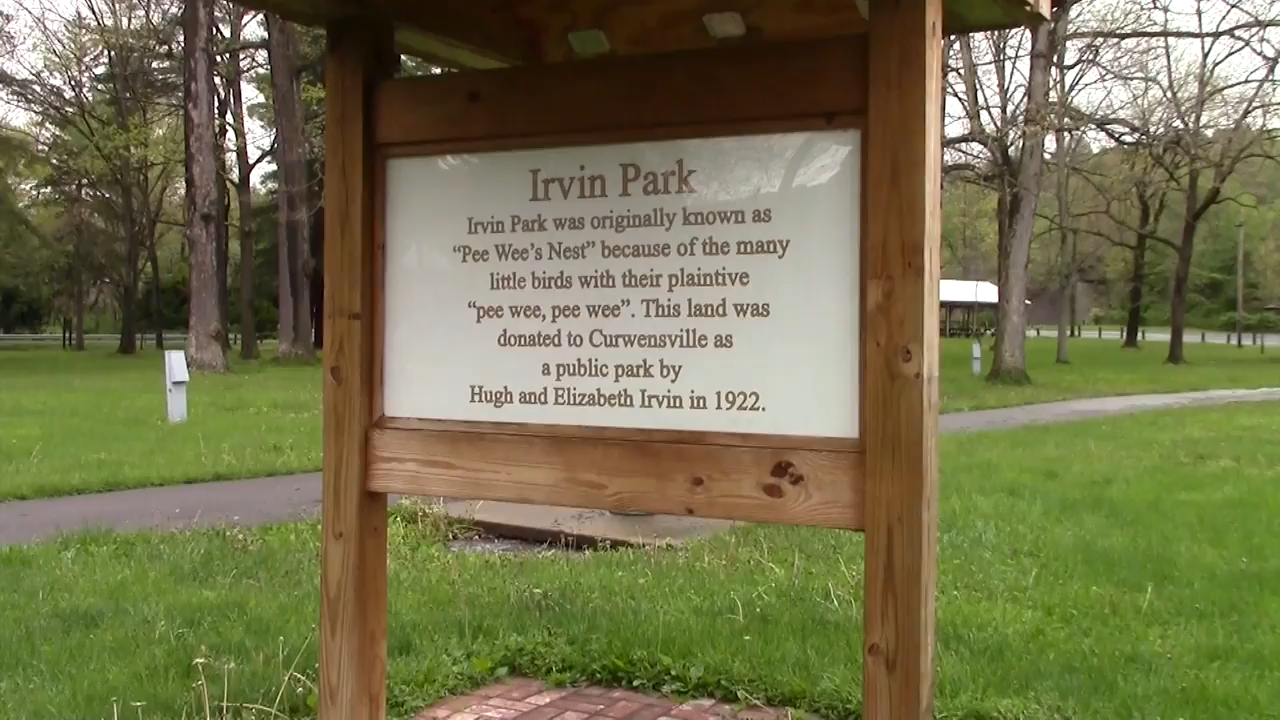 Irvin Park
Irvin Park was originally known as
“Pee Wee’s Nest” because of the many
little birds with their plaintive
“pee wee, pee wee”. This land was
donated to Curwensville as
a public park by
Hugh and Elizabeth Irvin in 1922.